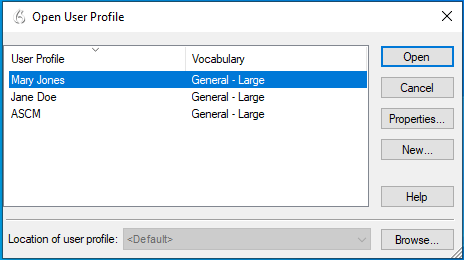 Open User Profile
User Profile Vocabulary
Mary Jones General - Large
Jane Doe General - Large
ASCM General - Large
Open
Cancel
Properties...
New...
Help
Location of user profile: <Default> Browse...